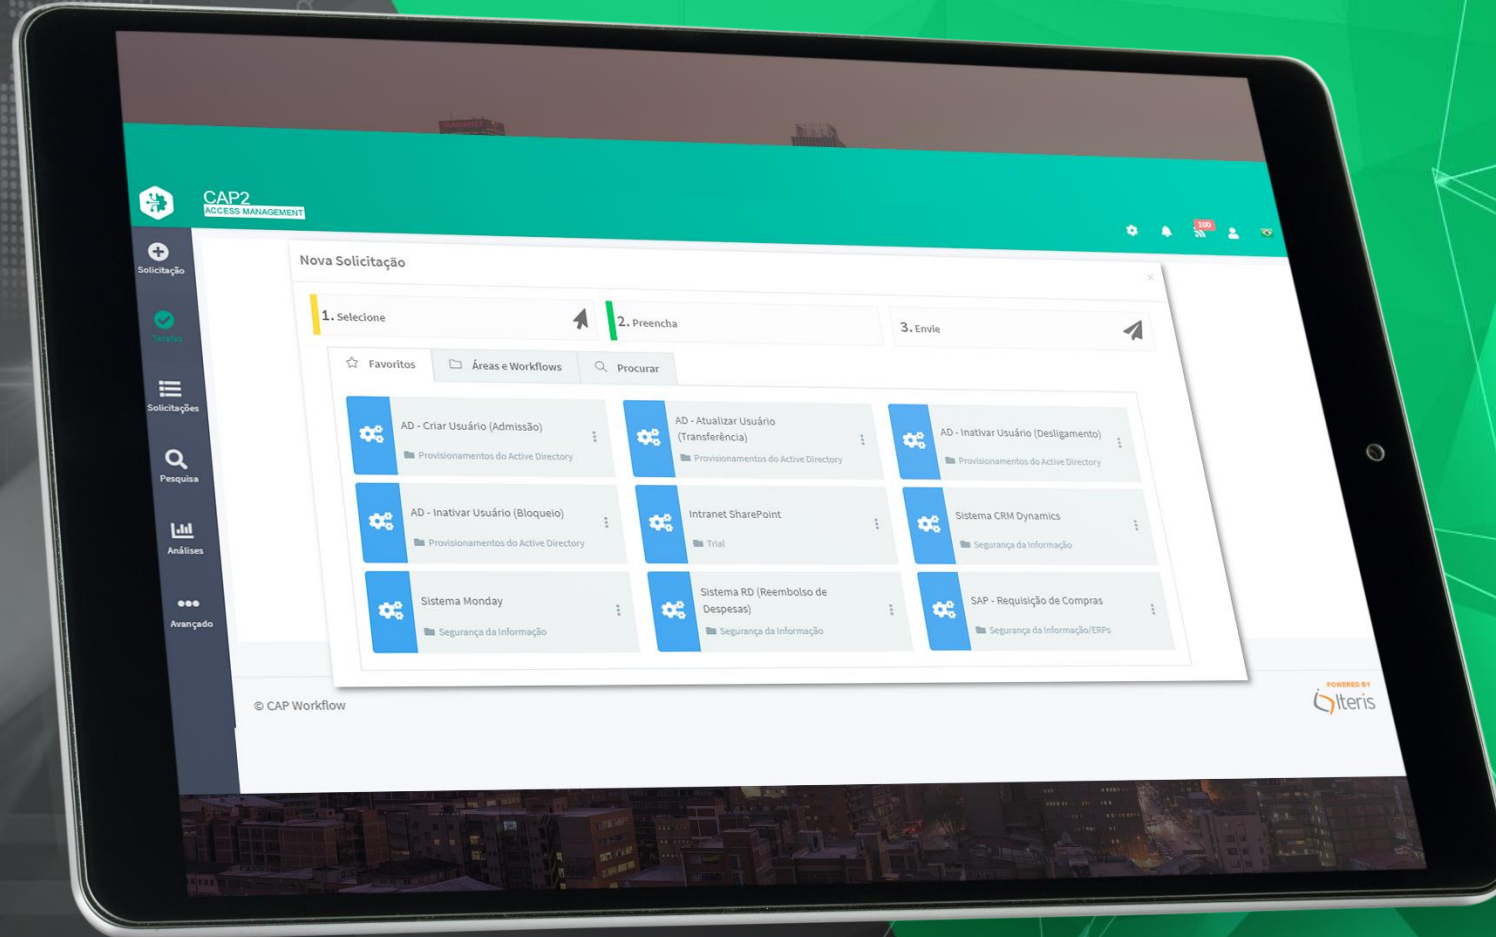 CAP2
ACCESS MANAGEMENT
100
Solicitação
Tarefas
Solicitações
Pesquisa
Análises
Avançado
Nova Solicitação
1. Selecione
2. Preencha
3. Envie
Favoritos
Áreas e Workflows
Procurar
AD - Criar Usuário (Admissão)
Provisionamentos do Active Directory
AD - Atualizar Usuário
(Transferência)
Provisionamentos do Active Directory
AD - Inativar Usuário (Desligamento)
Provisionamentos do Active Directory
AD - Inativar Usuário (Bloqueio)
Provisionamentos do Active Directory
Intranet SharePoint
Trial
Sistema CRM Dynamics
Segurança da Informação
Sistema Monday
Segurança da Informação
Sistema RD (Reembolso de
Despesas)
Segurança da Informação
SAP - Requisição de Compras
Segurança da Informação/ERPs
© CAP Workflow
POWERED BY
Iteris